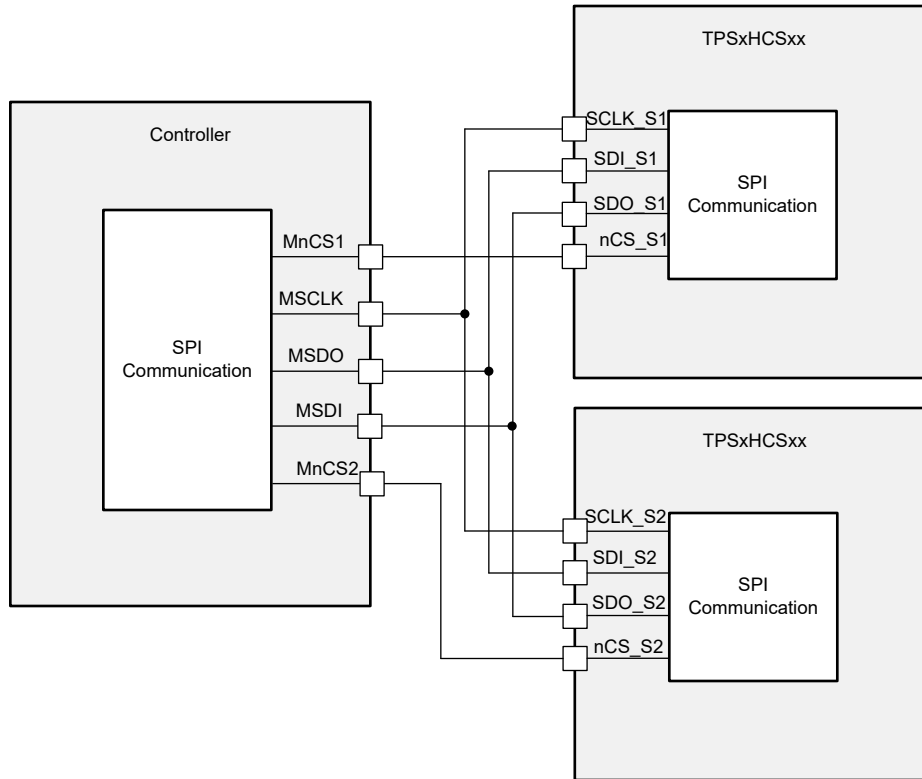 TPSxHCSxx
SCLK_S1
SDI_S1
SDO_S1
nCS_S1
SPI
Communication
Controller
MnCS1
MSCLK
MSDO
MSDI
MnCS2
SPI
Communication
TPSxHCSxx
SCLK_S2
SDI_S2
SDO_S2
nCS_S2
SPI
Communication